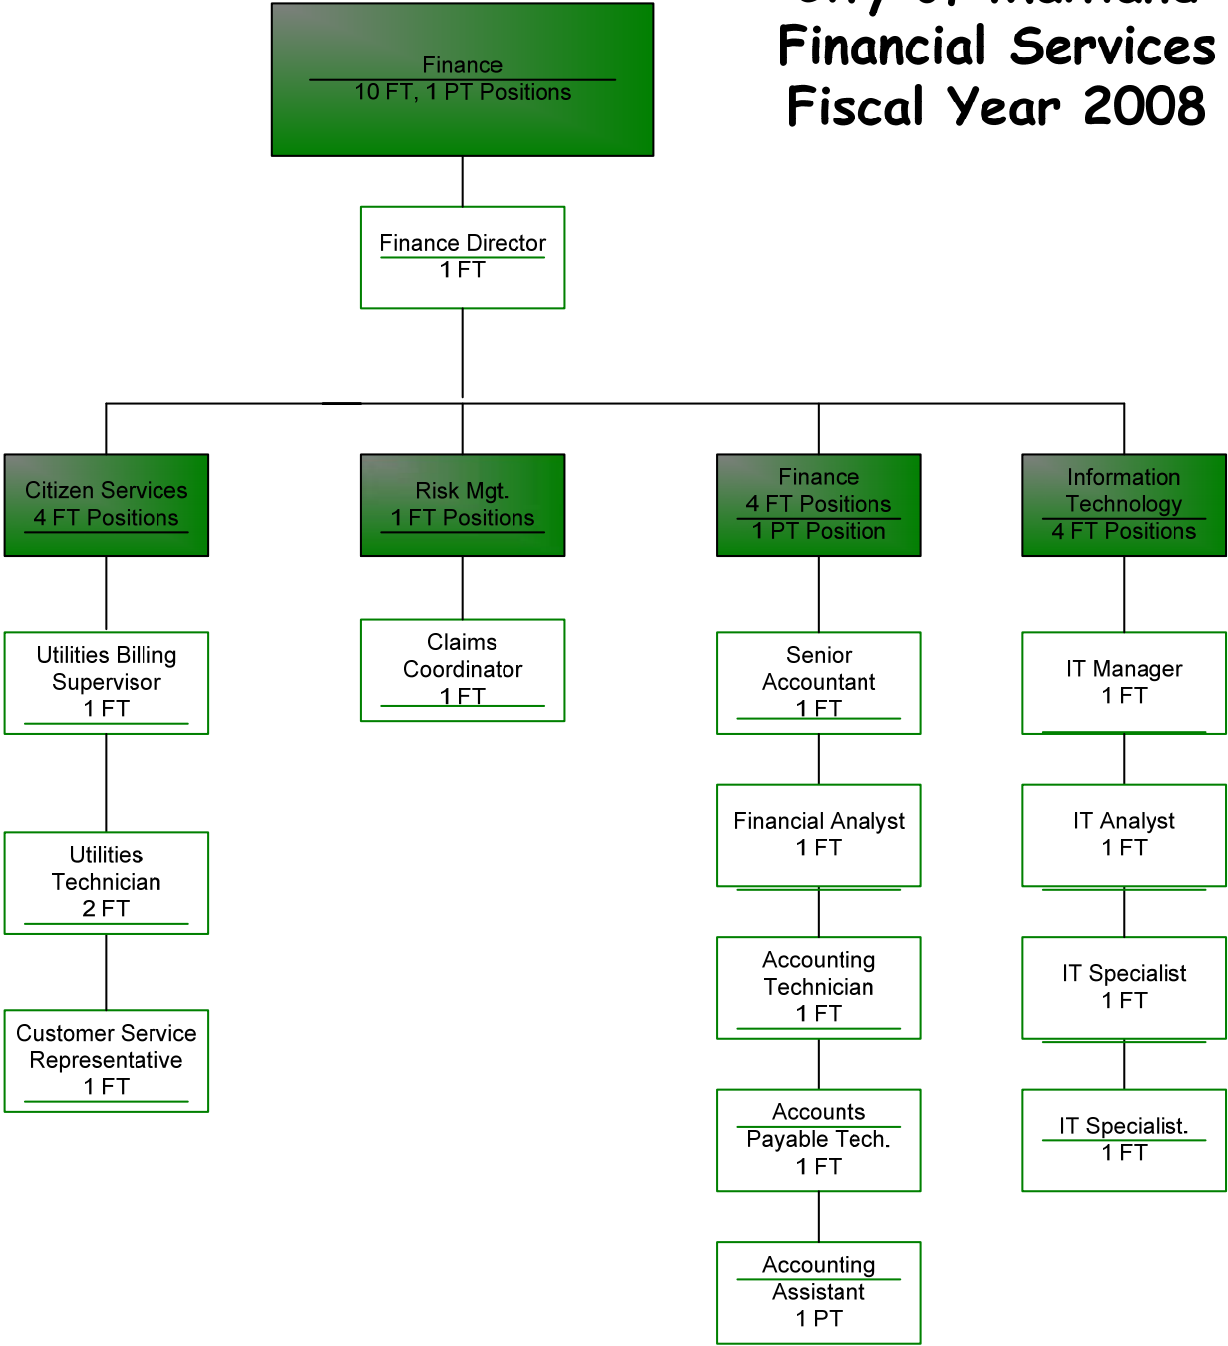 Financial Services
Fiscal Year 2008
Finance
10 FT, 1 PT Positions
Finance Director
1 FT
Citizen Services
4 FT Positions
Risk Mgt.
1 FT Positions
Finance
4 FT Positions
1 PT Position
Information
Technology
4 FT Positions
Utilities Billing
Supervisor
1 FT
Utilities
Technician
2 FT
Customer Service
Representative
1 FT
Claims
Coordinator
1 FT
Senior
Accountant
1 FT
Financial Analyst
1 FT
Accounting
Technician
1 FT
Accounts
Payable Tech.
1 FT
Accounting
Assistant
1 PT
IT Manager
1 FT
IT Analyst
1 FT
IT Specialist
1 FT
IT Specialist.
1 FT